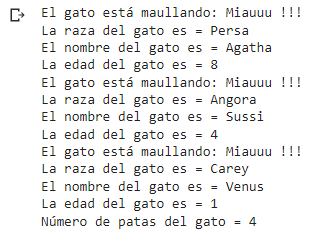 El gato está maullando: Miauuu !!!
La raza del gato es = Persa
El nombre del gato es = Agatha
La edad del gato es = 8
El gato está maullando: Miauuu !!!
La raza del gato es = Angora
El nombre del gato es = Sussi
La edad del gato es = 4
El gato está maullando: Miauuu !!!
La raza del gato es = Carey
El nombre del gato es = Venus
La edad del gato es = 1
Número de patas del gato = 4